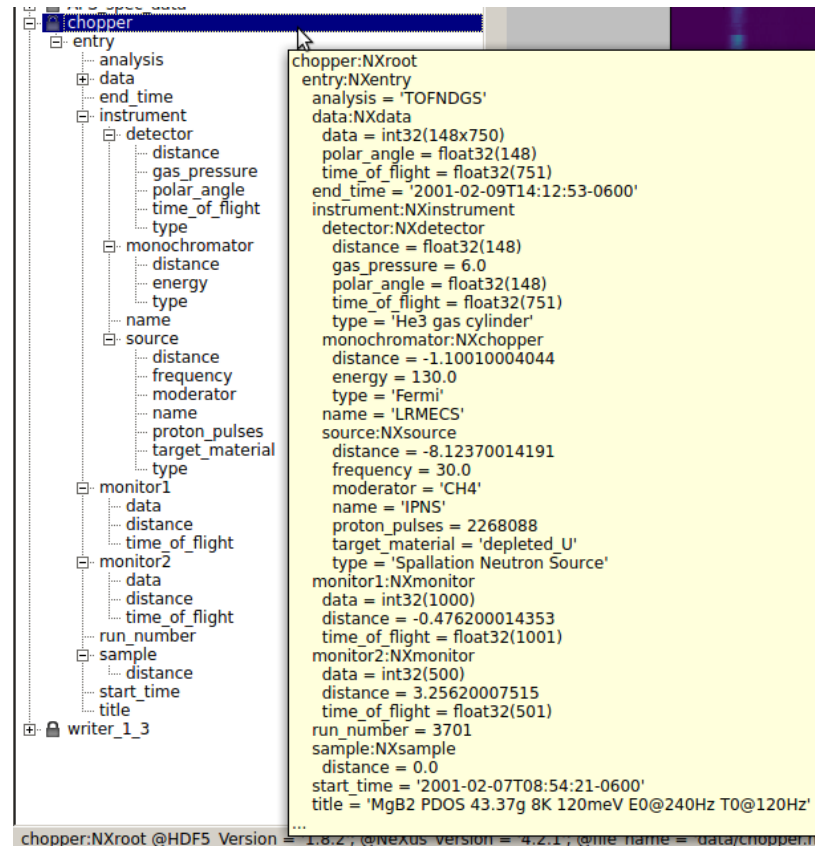 APS_spec_data
chopper
entry
analysis
data
end_time
instrument
detector
distance
gas_pressure
polar_angle
time_of_flight
type
monochromator
distance
energy
type
name
source
distance
frequency
moderator
name
proton_pulses
target_material
type
monitor1
data
distance
time_of_flight
monitor2
data
distance
time_of_flight
run_number
sample
distance
start_time
title
writer_1_3
chopper:NXroot
entry:NXentry
analysis = 'TOFNDGS'
data:NXdata
data = int32(148x750)
polar_angle = float32(148)
time_of_flight = float32(751)
end_time = '2001-02-09T14:12:53-0600'
instrument:NXinstrument
detector:NXdetector
distance = float32(148)
gas_pressure = 6.0
polar_angle = float32(148)
time_of_flight = float32(751)
type = 'He3 gas cylinder'
monochromator:NXchopper
distance = -1.10010004044
energy = 130.0
type = 'Fermi'
name = 'LRMECS'
source:NXsource
distance = -8.12370014191
frequency = 30.0
moderator = 'CH4'
name = 'IPNS'
proton_pulses = 2268088
target_material = 'depleted_U'
type = 'Spallation Neutron Source'
monitor1:NXmonitor
data = int32(1000)
distance = -0.476200014353
time_of_flight = float32(1001)
monitor2:NXmonitor
data = int32(500)
distance = 3.25620007515
time_of_flight = float32(501)
run_number = 3701
sample:NXsample
distance = 0.0
start_time = '2001-02-07T08:54:21-0600'
title = 'MgB2 PDOS 43.37g 8K 120meV E0@240Hz T0@120Hz'
...
chopper:NXroot @HDF5_Version = '1.8.2'; @NeXus_version = '4.2.1'; @file_name = 'data/chopper.n